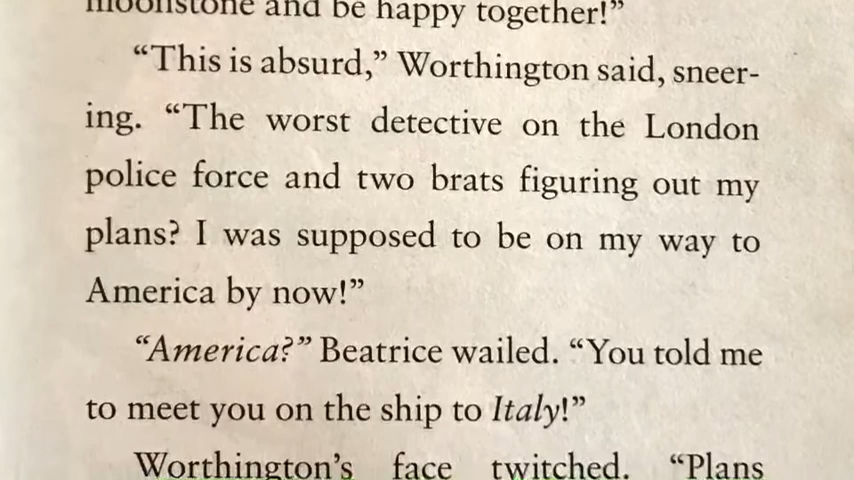 moonstone and be happy together!”
“This is absurd,” Worthington said, sneer-
ing. “The worst detective on the London
police force and two brats figuring out my
plans? I was supposed to be on my way to
America by now!”
“America?” Beatrice wailed. “You told me
to meet you on the ship to Italy!”
Worthington’s face twitched. “Plans